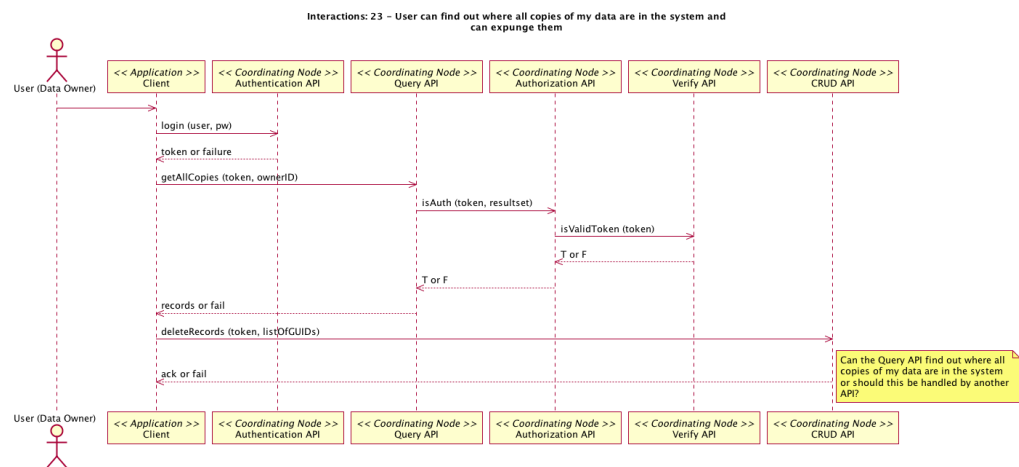 Interactions: 23 – User can find out where all copies of my data are in the system and
can expunge them
User (Data Owner)
<< Application >>
Client
<< Coordinating Node >>
Authentication API
<< Coordinating Node >>
Query API
<< Coordinating Node >>
Authorization API
<< Coordinating Node >>
Verify API
<< Coordinating Node >>
CRUD API
login (user, pw)
token or failure
getAllCopies (token, ownerID)
isAuth (token, resultset)
isValidToken (token)
T or F
T or F
records or fail
deleteRecords (token, listOfGUIDs)
Can the Query API find out where all
copies of my data are in the system
or should this be handled by another
API?
ack or fail
User (Data Owner)
<< Application >>
Client
<< Coordinating Node >>
Authentication API
<< Coordinating Node >>
Query API
<< Coordinating Node >>
Authorization API
<< Coordinating Node >>
Verify API
<< Coordinating Node >>
CRUD API